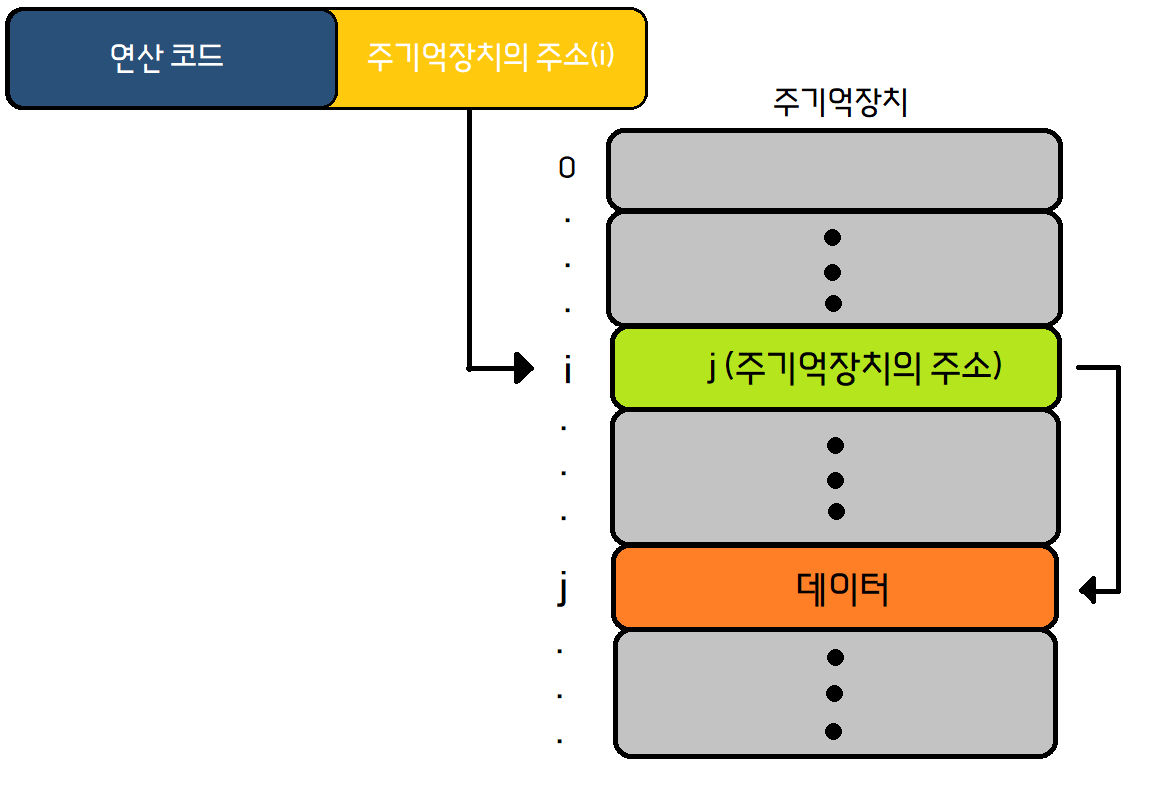 연산 코드
주기억장치의 주소(i)
주기억장치
0
.
.
.
i
j (주기억장치의 주소)
.
.
.
j
데이터
.
.
.